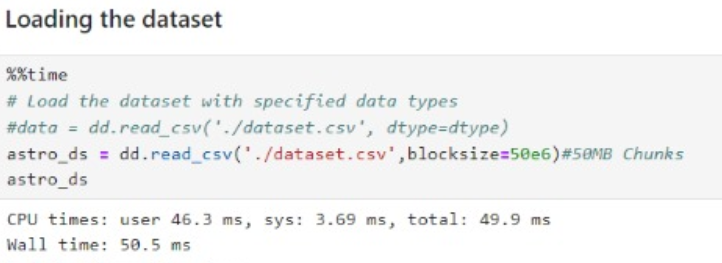 Loading the dataset
%%time
# Load the dataset with specified data types
#data = dd.read_csv('./dataset.csv', dtype=dtype)
astro_ds = dd.read_csv('./dataset.csv',blocksize=50e6)#50MB Chunks
astro_ds
CPU times: user 46.3 ms, sys: 3.69 ms, total: 49.9 ms
Wall time: 50.5 ms